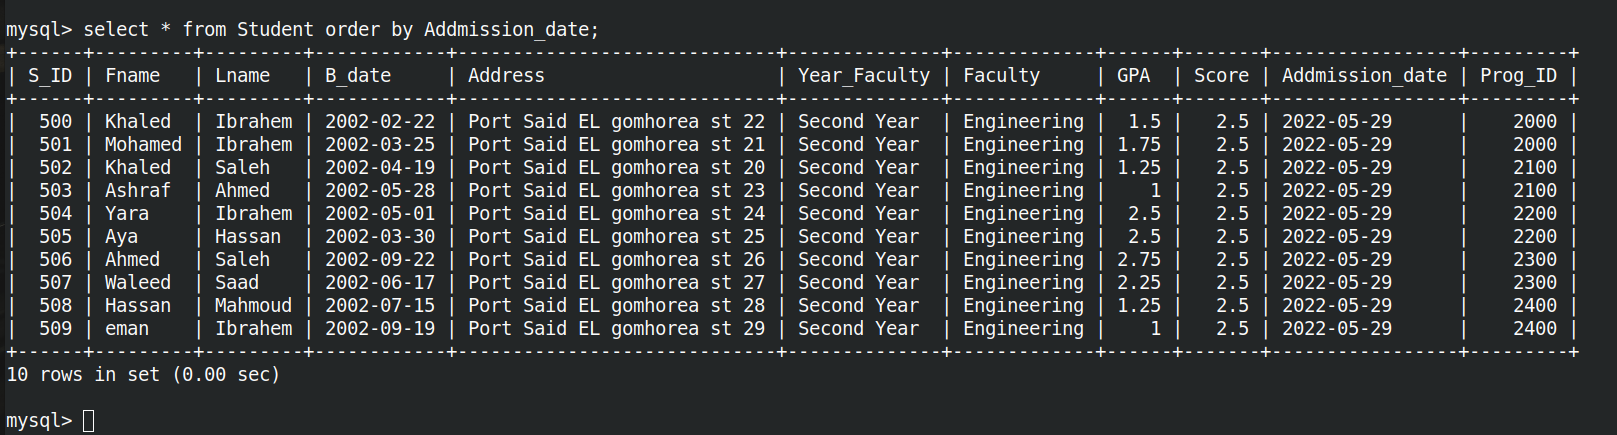 mysql> select * from Student order by Addmission_date;
+------+---------+---------+------------+-----------------------------+--------------+-------------+------+-------+-----------------+---------+
| S_ID | Fname   | Lname   | B_date     | Address                     | Year_Faculty | Faculty     | GPA  | Score | Addmission_date | Prog_ID |
+------+---------+---------+------------+-----------------------------+--------------+-------------+------+-------+-----------------+---------+
|  500 | Khaled  | Ibrahem | 2002-02-22 | Port Said EL gomhorea st 22 | Second Year  | Engineering |  1.5 |   2.5 | 2022-05-29      |    2000 |
|  501 | Mohamed | Ibrahem | 2002-03-25 | Port Said EL gomhorea st 21 | Second Year  | Engineering | 1.75 |   2.5 | 2022-05-29      |    2000 |
|  502 | Khaled  | Saleh   | 2002-04-19 | Port Said EL gomhorea st 20 | Second Year  | Engineering | 1.25 |   2.5 | 2022-05-29      |    2100 |
|  503 | Ashraf  | Ahmed   | 2002-05-28 | Port Said EL gomhorea st 23 | Second Year  | Engineering |    1 |   2.5 | 2022-05-29      |    2100 |
|  504 | Yara    | Ibrahem | 2002-05-01 | Port Said EL gomhorea st 24 | Second Year  | Engineering |  2.5 |   2.5 | 2022-05-29      |    2200 |
|  505 | Aya     | Hassan  | 2002-03-30 | Port Said EL gomhorea st 25 | Second Year  | Engineering |  2.5 |   2.5 | 2022-05-29      |    2200 |
|  506 | Ahmed   | Saleh   | 2002-09-22 | Port Said EL gomhorea st 26 | Second Year  | Engineering | 2.75 |   2.5 | 2022-05-29      |    2300 |
|  507 | Waleed  | Saad    | 2002-06-17 | Port Said EL gomhorea st 27 | Second Year  | Engineering | 2.25 |   2.5 | 2022-05-29      |    2300 |
|  508 | Hassan  | Mahmoud | 2002-07-15 | Port Said EL gomhorea st 28 | Second Year  | Engineering | 1.25 |   2.5 | 2022-05-29      |    2400 |
|  509 | eman    | Ibrahem | 2002-09-19 | Port Said EL gomhorea st 29 | Second Year  | Engineering |    1 |   2.5 | 2022-05-29      |    2400 |
+------+---------+---------+------------+-----------------------------+--------------+-------------+------+-------+-----------------+---------+
10 rows in set (0.00 sec)
mysql>